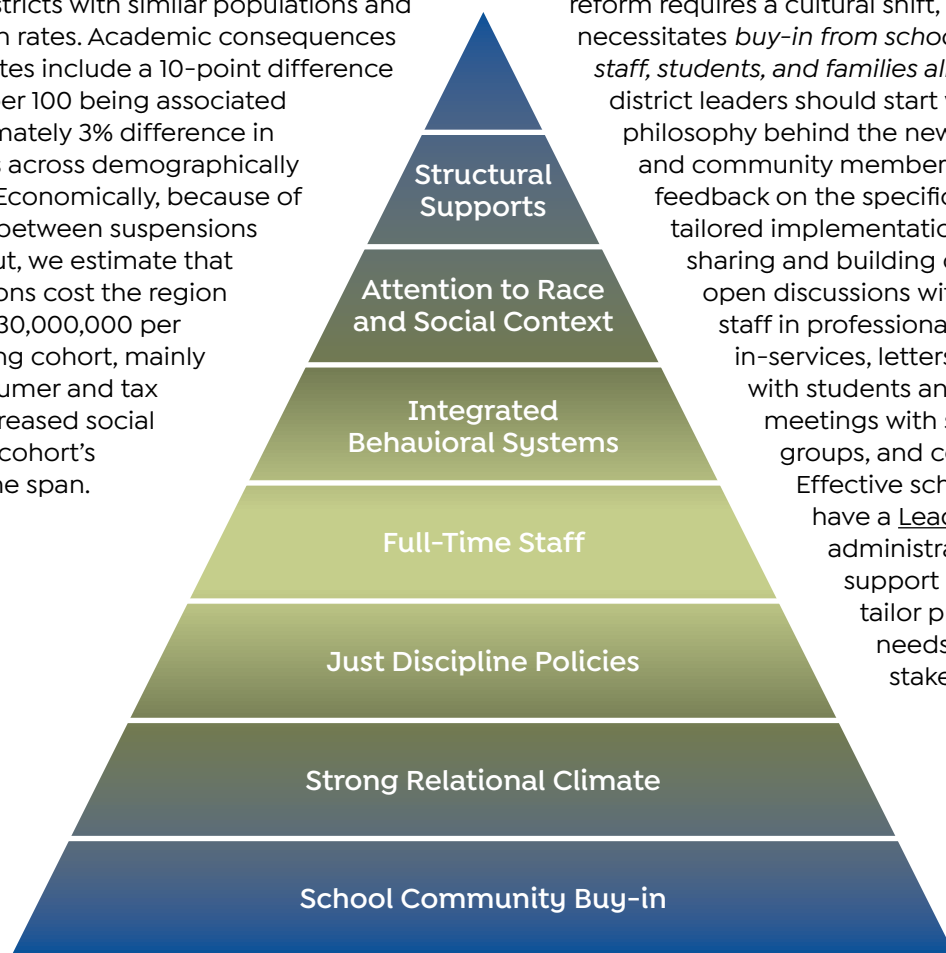 stricts with similar populations and
n rates. Academic consequences
tes include a 10-point difference
er 100 being associated
mately 3% difference in
s across demographically
Economically, because of
between suspensions
ut, we estimate that
ons cost the region
30,000,000 per
ng cohort, mainly
umer and tax
reased social
cohort's
ne span.
Structural
Supports
Attention to Race
and Social Context
Integrated
Behavioral Systems
Full-Time Staff
Just Discipline Policies
Strong Relational Climate
School Community Buy-in
reform requires a cultural shift,
necessitates buy-in from schoo
staff, students, and families al
district leaders should start
philosophy behind the new
and community member
feedback on the specific
tailored implementatio
sharing and building
open discussions wit
staff in professiona
in-services, letters
with students an
meetings with s
groups, and c
Effective sch
have a Lead
administra
support
tailor p
needs
stake